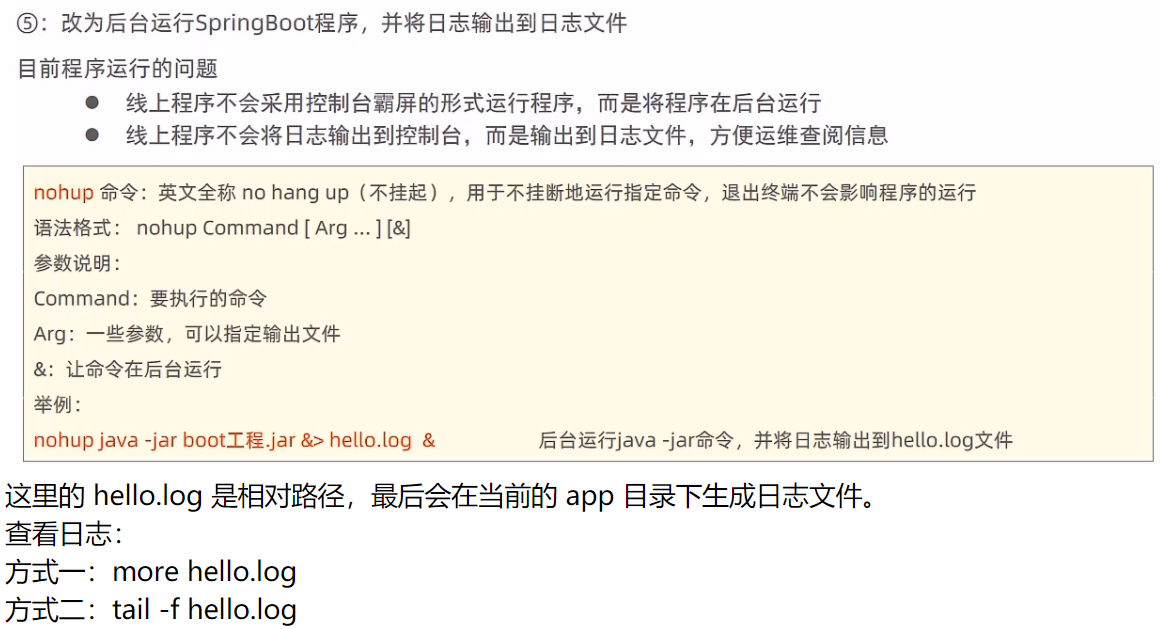 ⑤：改为后台运行SpringBoot程序，并将日志输出到日志文件
目前程序运行的问题
● 线上程序不会采用控制台霸屏的形式运行程序，而是将程序在后台运行
● 线上程序不会将日志输出到控制台，而是输出到日志文件，方便运维查阅信息
nohup 命令：英文全称 no hang up（不挂起），用于不挂断地运行指定命令，退出终端不会影响程序的运行
语法格式： nohup Command [ Arg ... ] [&]
参数说明：
Command：要执行的命令
Arg：一些参数，可以指定输出文件
&：让命令在后台运行
举例：
nohup java -jar boot工程.jar &> hello.log & 后台运行java -jar命令，并将日志输出到hello.log文件
这里的 hello.log 是相对路径，最后会在当前的 app 目录下生成日志文件。
查看日志：
方式一：more hello.log
方式二：tail -f hello.log